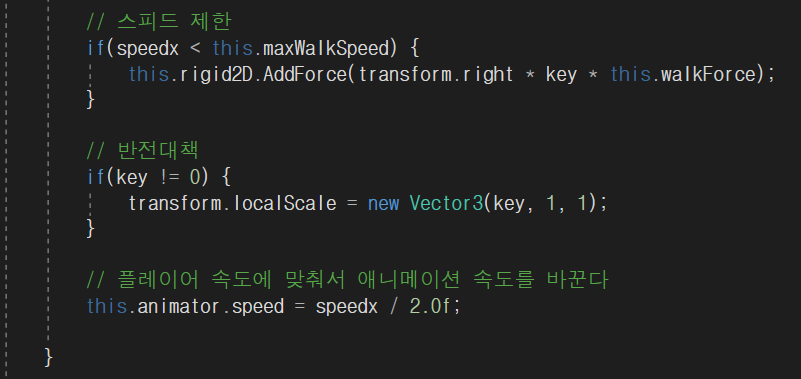 // 스피드 제한
if(speedx < this.maxWalkSpeed) {
this.rigid2D.AddForce(transform.right * key * this.walkForce);
}
// 반전대책
if(key != 0) {
transform.localScale = new Vector3(key, 1, 1);
}
// 플레이어 속도에 맞춰서 애니메이션 속도를 바꾼다
this.animator.speed = speedx / 2.0f;
}